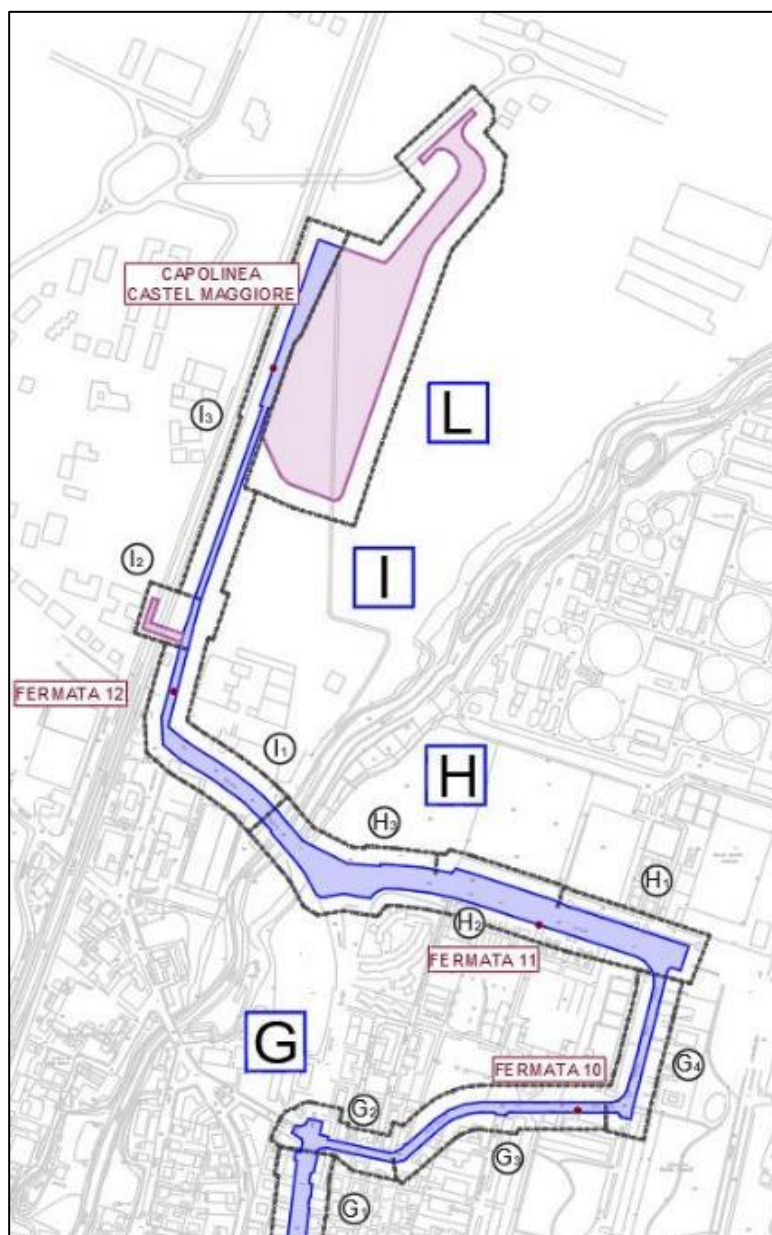 CAPOLINEA
CASTEL MAGGIORE
I3
L
I2
I
FERMATA 12
I1
H
H3
H1
H2
FERMATA 11
G
FERMATA 10
G4
G2
G3
G1